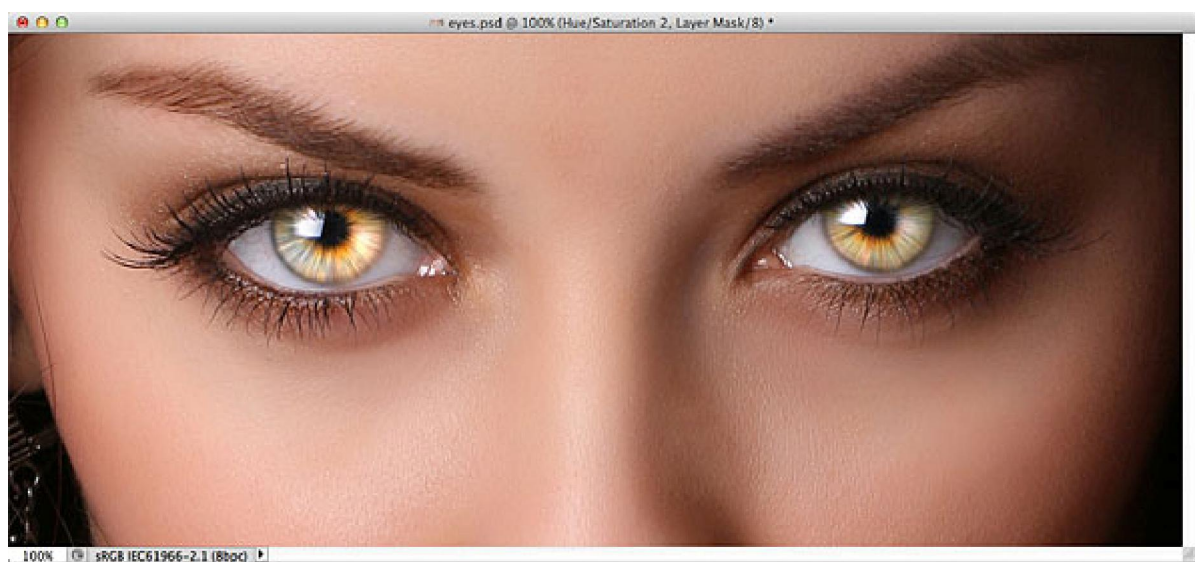 eyes.psd @ 100% (Hue/Saturation 2, Layer Mask/8) *
100% sRGB IEC61966-2.1 (8bpc)